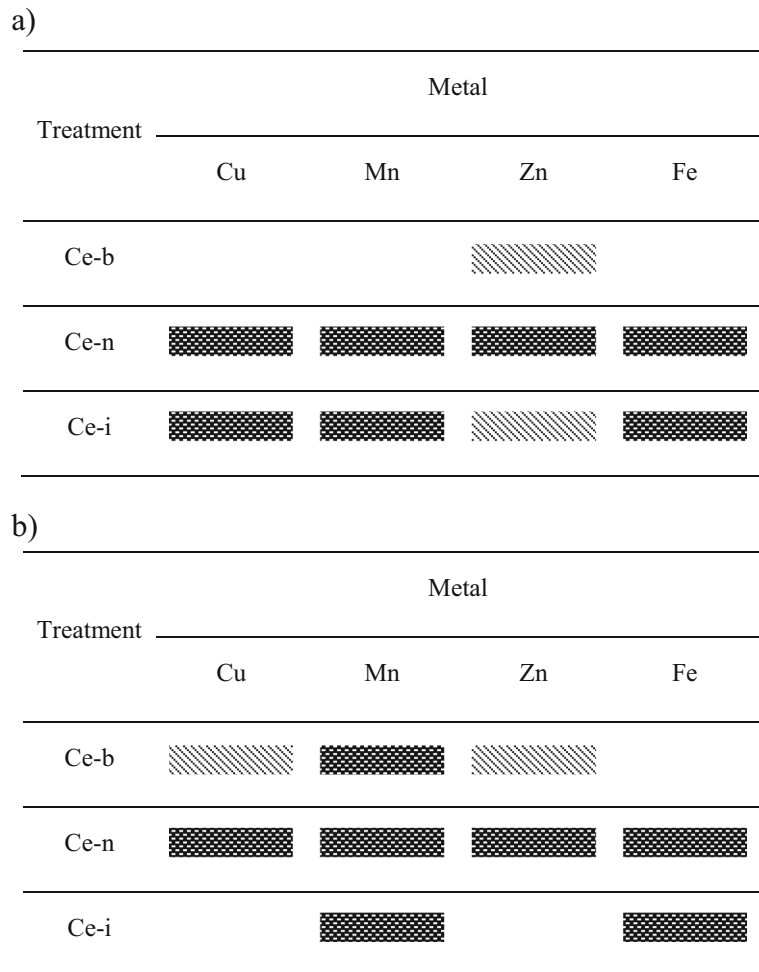 a)
Metal
Treatment
Cu Mn Zn Fe
Ce-b
Ce-n
Ce-i
b)
Metal
Treatment
Cu Mn Zn Fe
Ce-b
Ce-n
Ce-i